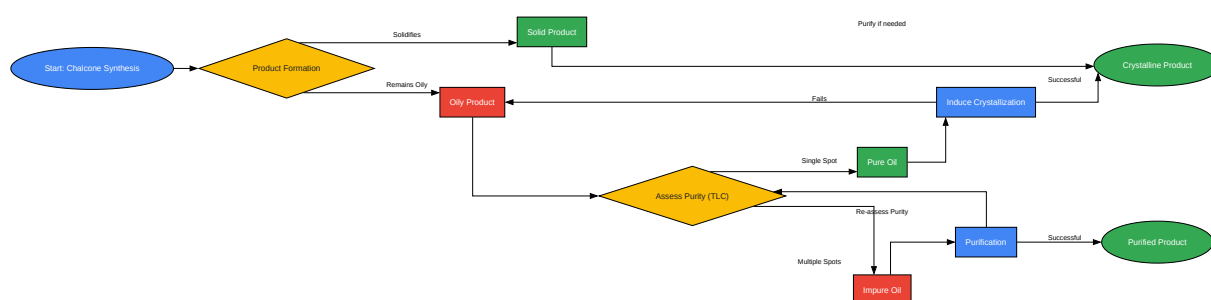 Purify if needed
Solid Product
Solidifies
Start: Chalcone Synthesis
Product Formation
Crystalline Product
Remains Oily
Successful
Oily Product
Fails
Induce Crystallization
Single Spot
Pure Oil
Assess Purity (TLC)
Re-assess Purity
Purification
Successful
Purified Product
Multiple Spots
Impure Oil